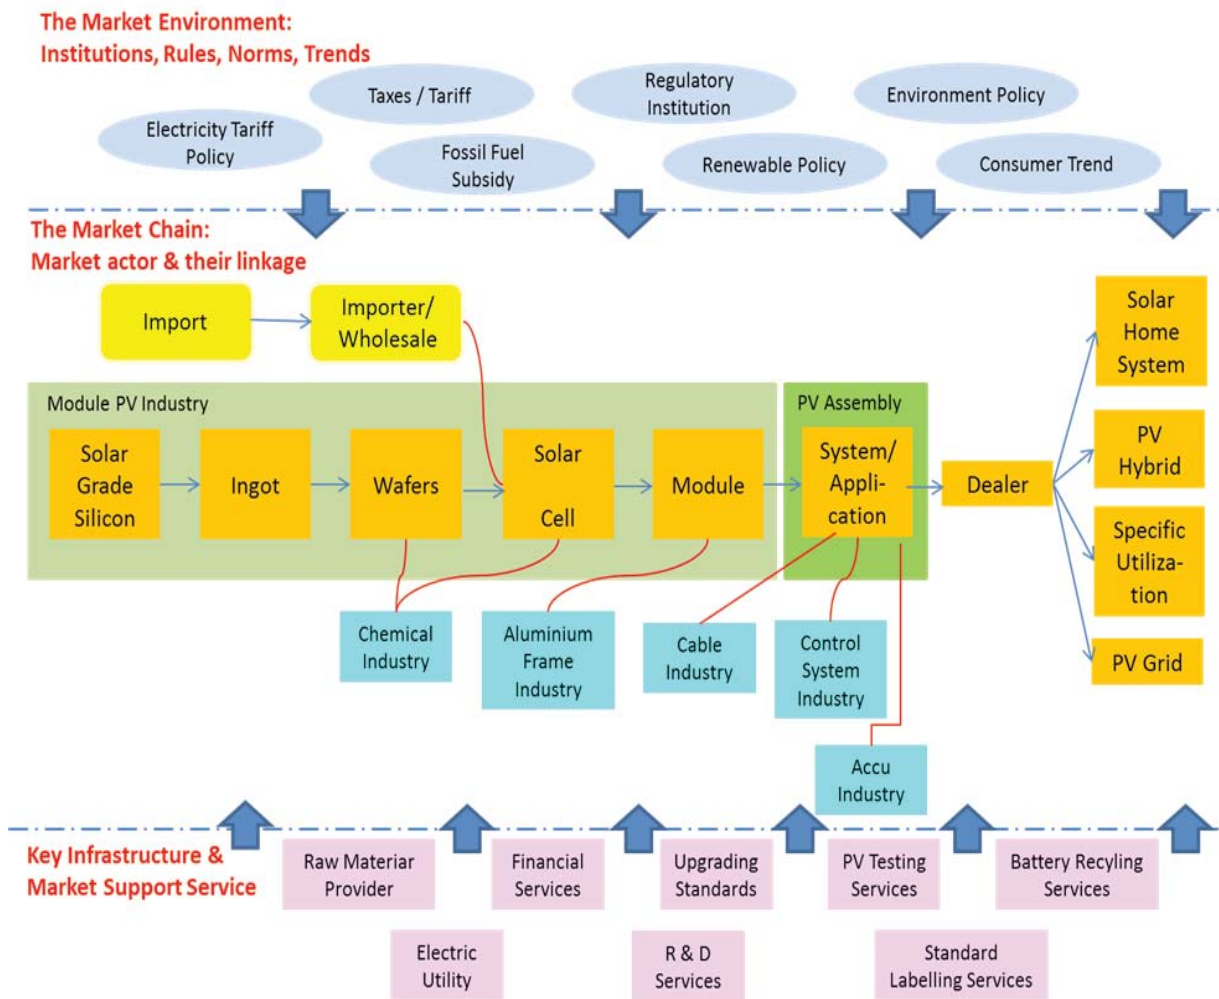 The Market Environment:
Institutions, Rules, Norms, Trends
Taxes / Tariff
Regulatory
Institution
Environment Policy
Electricity Tariff
Policy
Fossil Fuel
Subsidy
Renewable Policy
Consumer Trend
The Market Chain:
Market actor & their linkage
Import
Importer/
Wholesale
Solar
Home
System
Module PV Industry
PV Assembly
Solar
Grade
Silicon
Ingot
Wafers
Solar
Cell
Module
System/
Appli-
cation
Dealer
PV
Hybrid
Specific
Utiliza-
tion
PV Grid
Chemical
Industry
Aluminium
Frame
Industry
Cable
Industry
Control
System
Industry
Accu
Industry
Key Infrastructure &
Market Support Service
Raw Materiar
Provider
Financial
Services
Upgrading
Standards
PV Testing
Services
Battery Recyling
Services
Electric
Utility
R & D
Services
Standard
Labelling Services